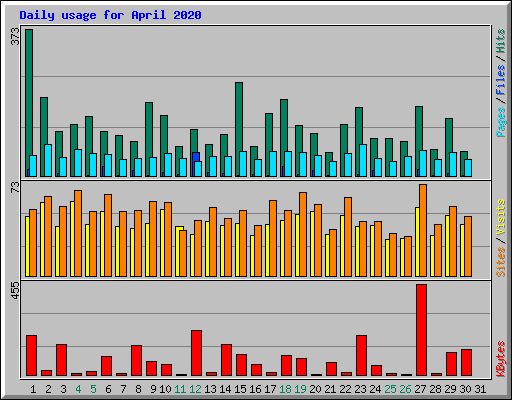 Daily usage for April 2020
373
73
455
Pages / Files / Hits
Sites / Visits
KBytes
1 2 3 4 5 6 7 8 9 10 11 12 13 14 15 16 17 18 19 20 21 22 23 24 25 26 27 28 29 30 31